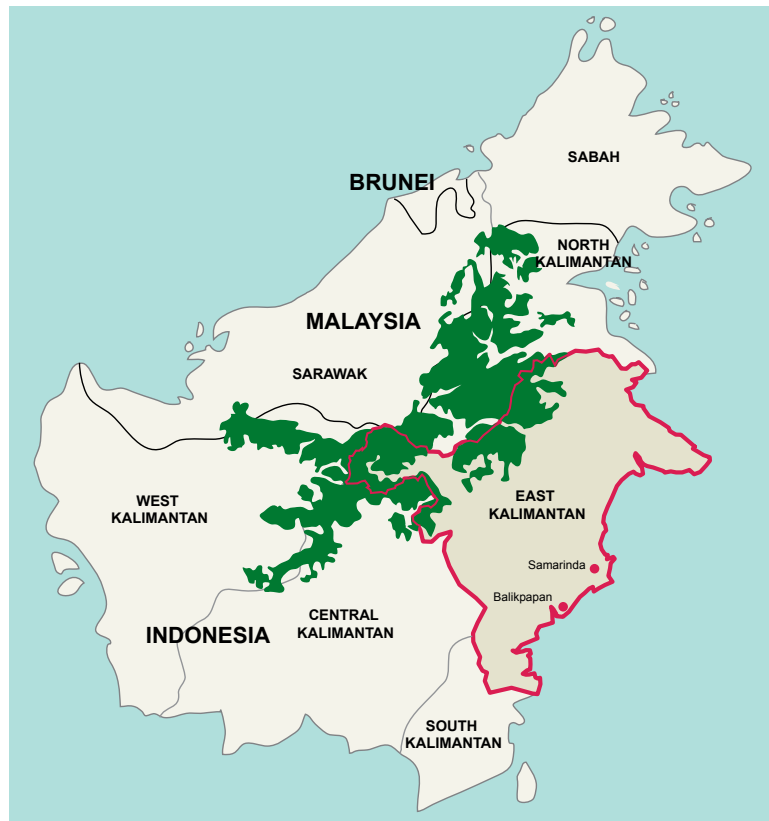 SABAH
BRUNEI
NORTH
KALIMANTAN
MALAYSIA
SARAWAK
WEST
KALIMANTAN
EAST
KALIMANTAN
Samarinda
Balikpapan
CENTRAL
KALIMANTAN
INDONESIA
SOUTH
KALIMANTAN